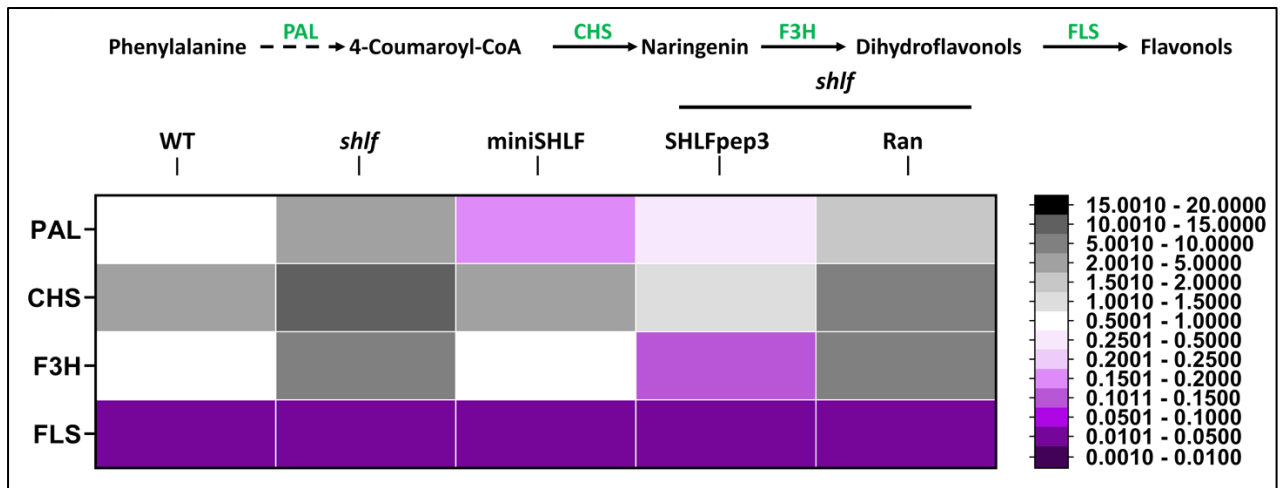 PAL CHS F3H FLS
Phenylalanine 4-Coumaroyl-CoA Naringenin Dihydroflavonols Flavonols
shlf
WT shlf miniSHLF SHLFpep3 Ran
PAL
CHS
F3H
FLS
15.0010 - 20.0000
10.0010 - 15.0000
5.0010 - 10.0000
2.0010 - 5.0000
1.5010 - 2.0000
1.0010 - 1.5000
0.5001 - 1.0000
0.2501 - 0.5000
0.2001 - 0.2500
0.1501 - 0.2000
0.1011 - 0.1500
0.0501 - 0.1000
0.0101 - 0.0500
0.0010 - 0.0100